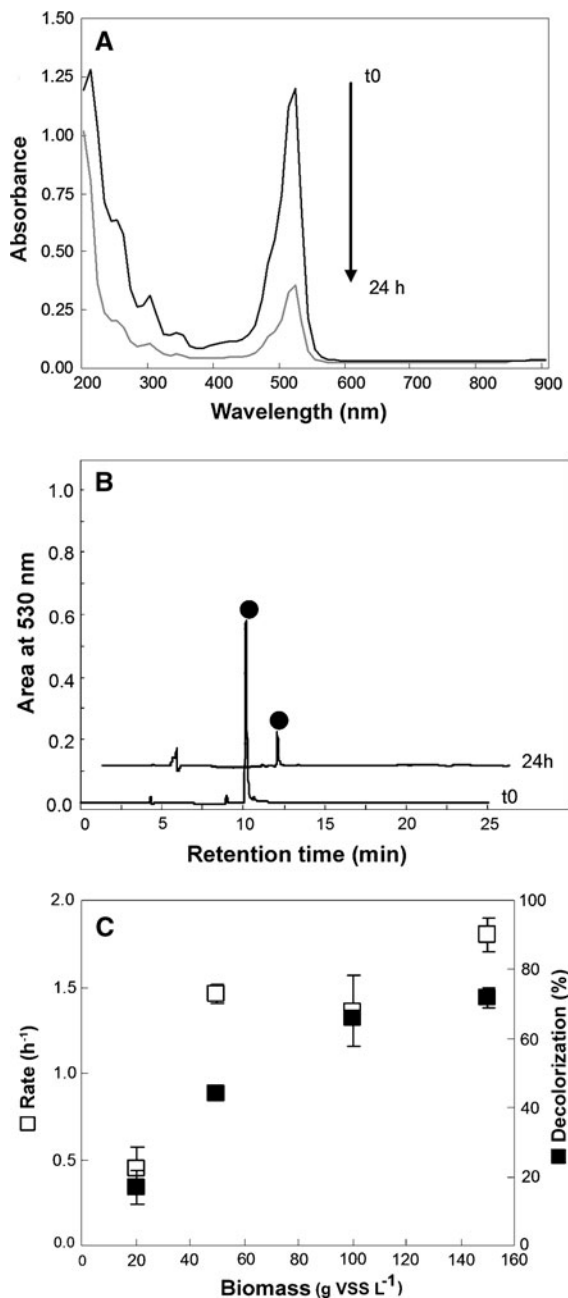 A
t0
1.25
1.00
0.75
0.50
0.25
0.00
Absorbance
24 h
200 300 400 500 600 700 800 900
Wavelength (nm)
B
1.0
0.8
0.6
0.4
0.2
0.0
Area at 530 nm
24h
t0
0 5 10 15 20 25
Retention time (min)
C
2.0
1.5
1.0
0.5
0.0
Rate (h-1)
100
80
60
40
20
0
Decolorization (%)
0 20 40 60 80 100 120 140 160
Biomass (g VSS L-1)